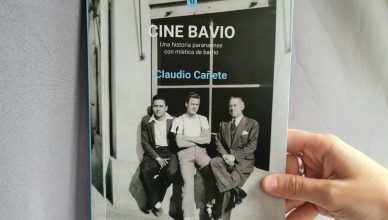 CINE BAVIO
Una historia paranaense
con mística de barrio
Claudio Cañete